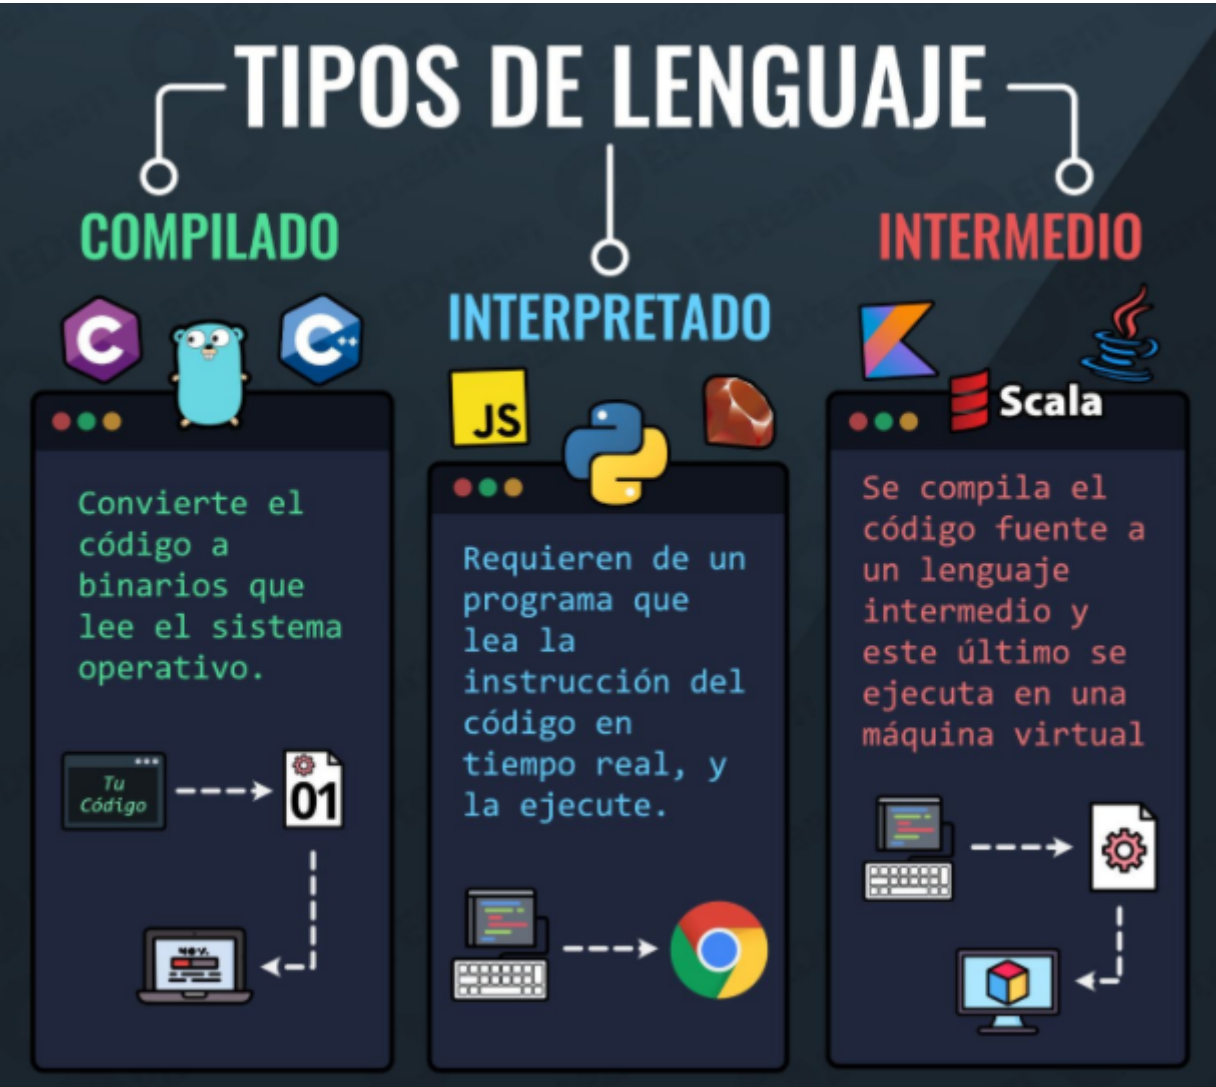 TIPOS DE LENGUAJE
COMPILADO
INTERPRETADO
INTERMEDIO
C
C++
JS
Scala
Convierte el
código a
binarios que
lee el sistema
operativo.
Tu
Código
01
Requieren de un
programa que
lea la
instrucción del
código en
tiempo real, y
la ejecute.
Se compila el
código fuente a
un lenguaje
intermedio y
este último se
ejecuta en una
máquina virtual